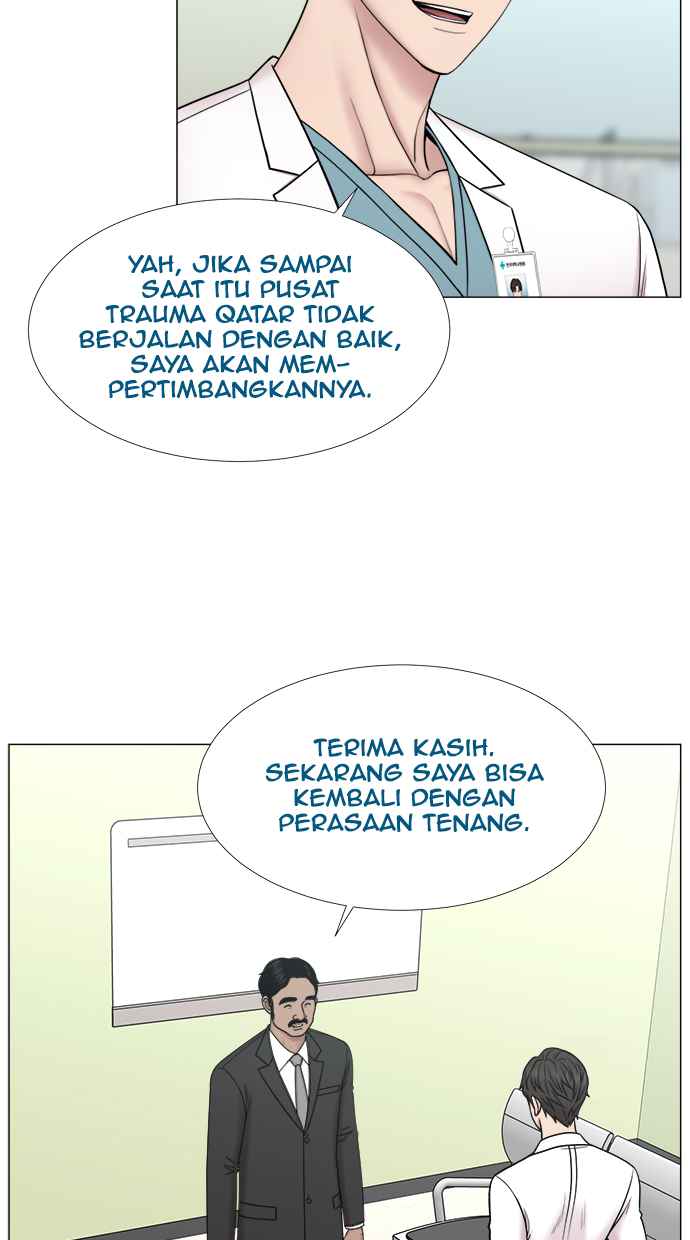 YAH, JIKA SAMPAI
SAAT ITU PUSAT
TRAUMA QATAR TIDAK
BERJALAN DENGAN BAIK,
SAYA AKAN MEM-
PERTIMBANGKANNYA.
TERIMA KASIH.
SEKARANG SAYA BISA
KEMBALI DENGAN
PERASAAN TENANG.